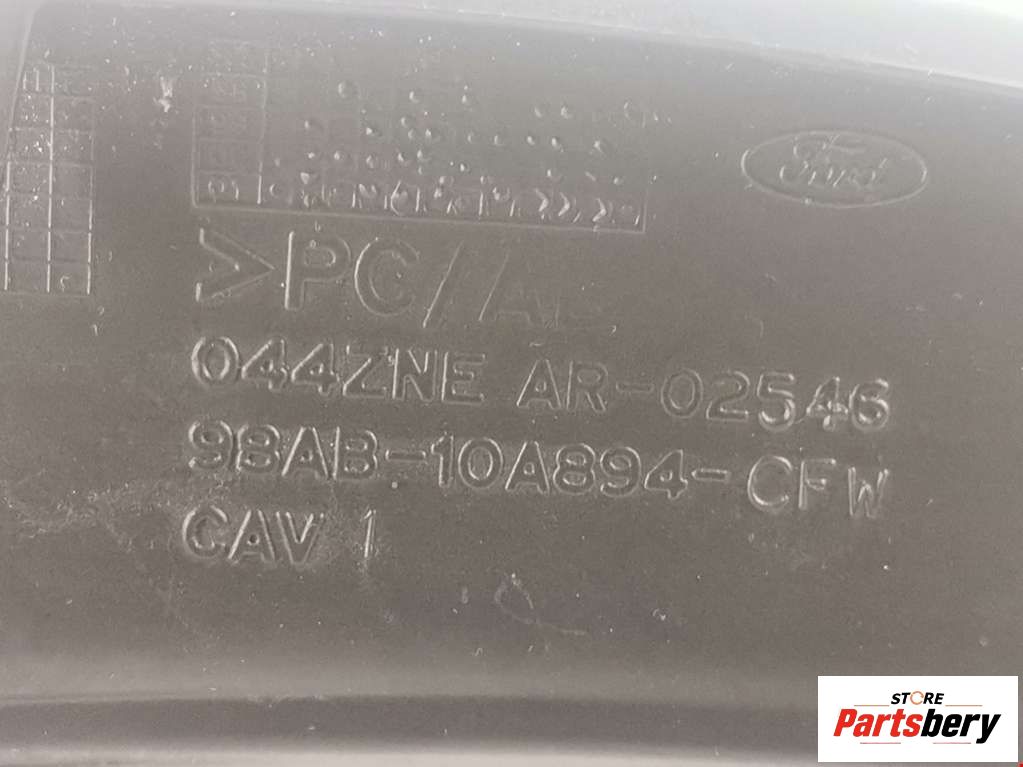 Ford
>PC//A
044ZNE AR-02546
98AB-10A894-CFW
CAV 1
STORE
Partsbery